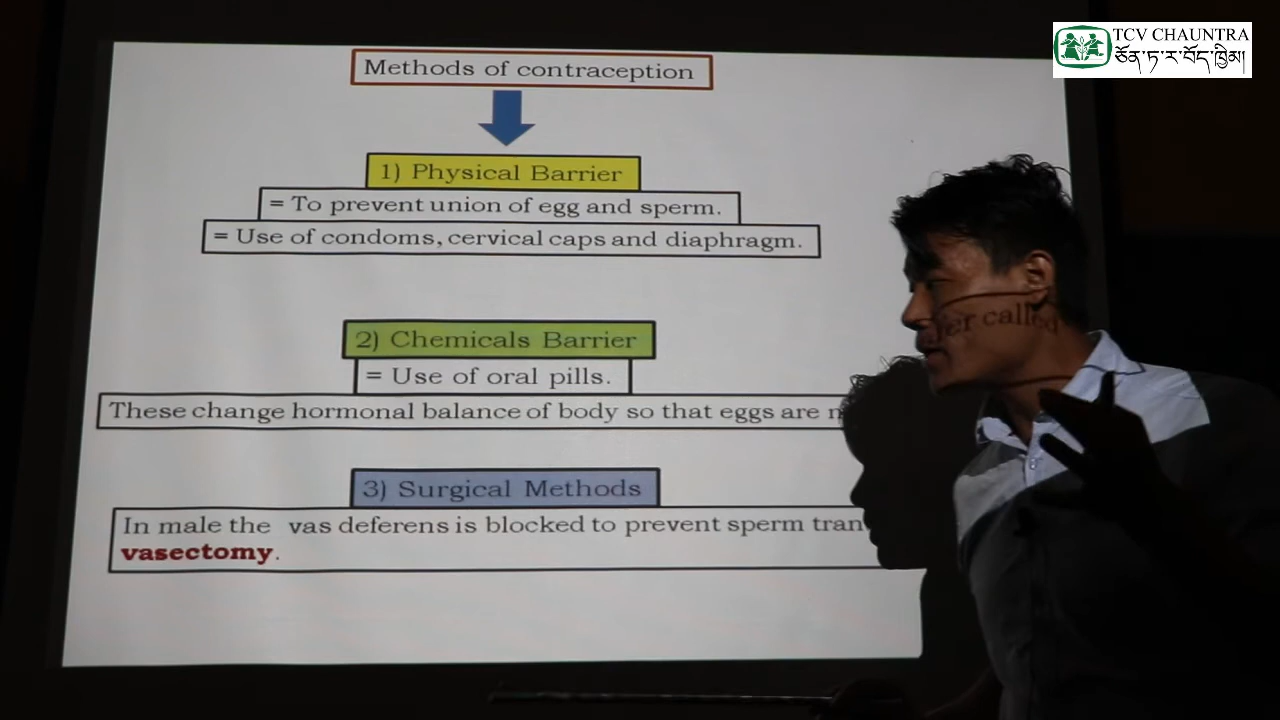 TCV CHAUNTRA
ཅོན་ཏ་ར་བོད་ཁྱིམ།
Methods of contraception
1) Physical Barrier
= To prevent union of egg and sperm.
= Use of condoms, cervical caps and diaphragm.
2) Chemicals Barrier
= Use of oral pills.
These change hormonal balance of body so that eggs are
3) Surgical Methods
In male the vas deferens is blocked to prevent sperm tran
called
vasectomy.